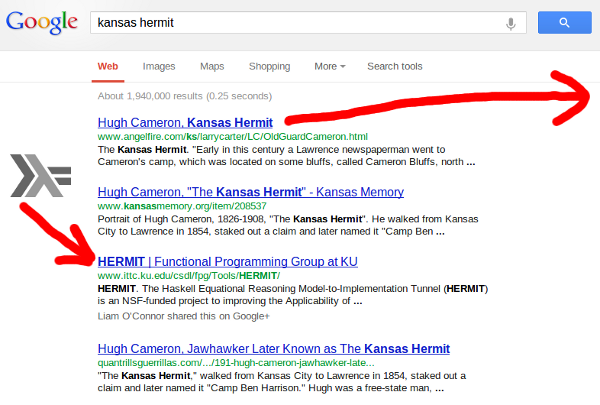 Google
kansas hermit
Web Images Maps Shopping More Search tools
About 1,940,000 results (0.25 seconds)
Hugh Cameron, Kansas Hermit
www.angelfire.com/ks/larrycarter/LC/OldGuardCameron.html
The Kansas Hermit. "Early in this century a Lawrence newspaperman went to
Cameron's camp, which was located on some bluffs, called Cameron Bluffs, north ...
Hugh Cameron, "The Kansas Hermit" - Kansas Memory
www.kansasmemory.org/item/208537
Portrait of Hugh Cameron, 1826-1908, "The Kansas Hermit". He walked from Kansas
City to Lawrence in 1854, staked out a claim and later named it "Camp Ben ...
HERMIT | Functional Programming Group at KU
www.ittc.ku.edu/csdl/fpg/Tools/HERMIT/
HERMIT. The Haskell Equational Reasoning Model-to-Implementation Tunnel (HERMIT)
is an NSF-funded project to improving the Applicability of ...
Liam O'Connor shared this on Google+
Hugh Cameron, Jawhawker Later Known as The Kansas Hermit
quantrillsguerrillas.com/.../191-hugh-cameron-jawhawker-late...
"The Kansas Hermit," walked from Kansas City to Lawrence in 1854, staked out a
claim and later named it "Camp Ben Harrison." Hugh was a free-state man, ...